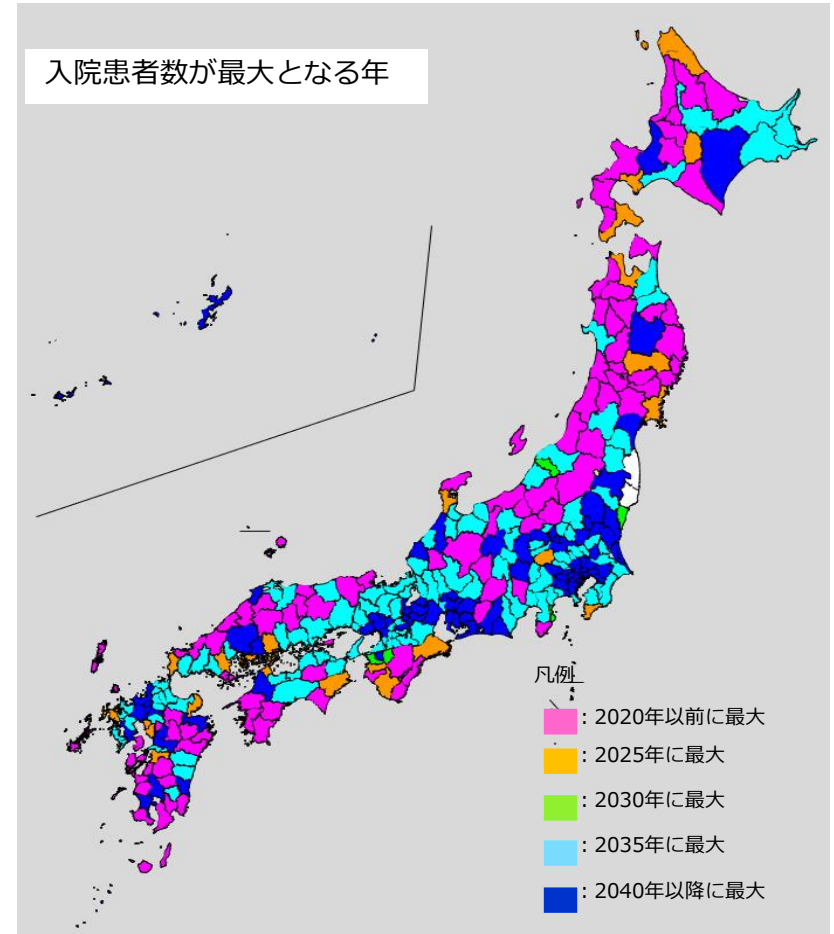 入院患者数が最大となる年
凡例
: 2020年以前に最大
: 2025年に最大
: 2030年に最大
: 2035年に最大
: 2040年以降に最大